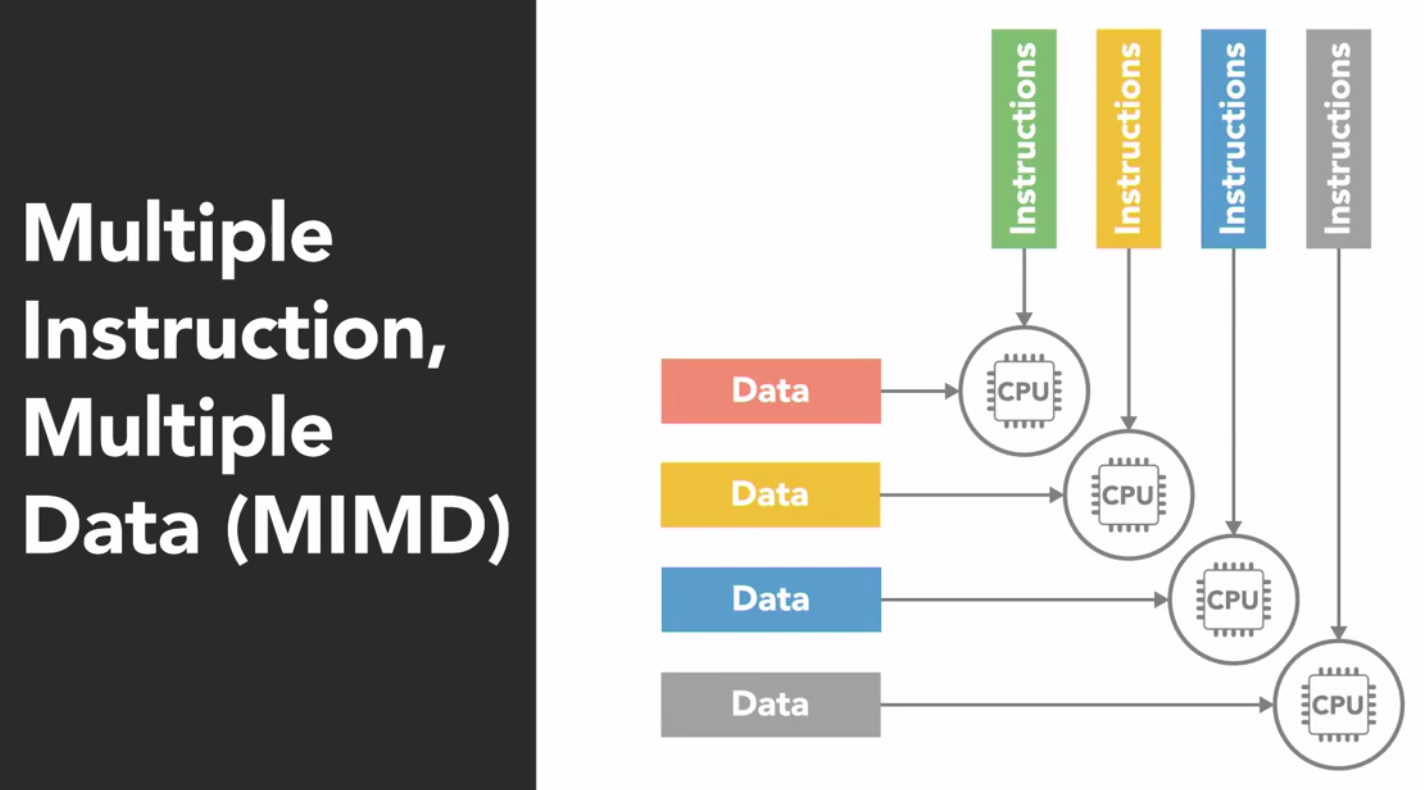 Multiple
Instruction,
Multiple
Data (MIMD)
Instructions
Instructions
Instructions
Instructions
Data
CPU
Data
CPU
Data
CPU
Data
CPU